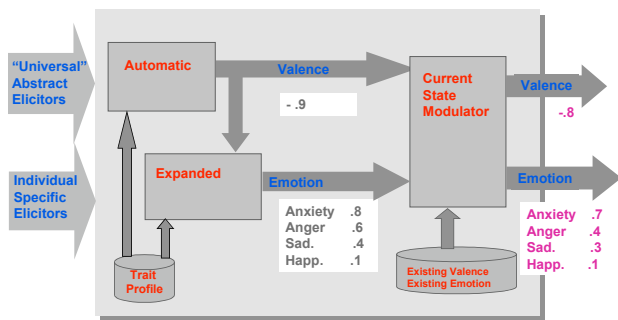 “Universal”
Abstract
Elicitors
Individual
Specific
Elicitors
Automatic
Valence
- .9
Expanded
Emotion
Anxiety .8
Anger .6
Sad. .4
Happ. .1
Trait
Profile
Current
State
Modulator
Existing Valence
Existing Emotion
Valence
-.8
Emotion
Anxiety .7
Anger .4
Sad. .3
Happ. .1